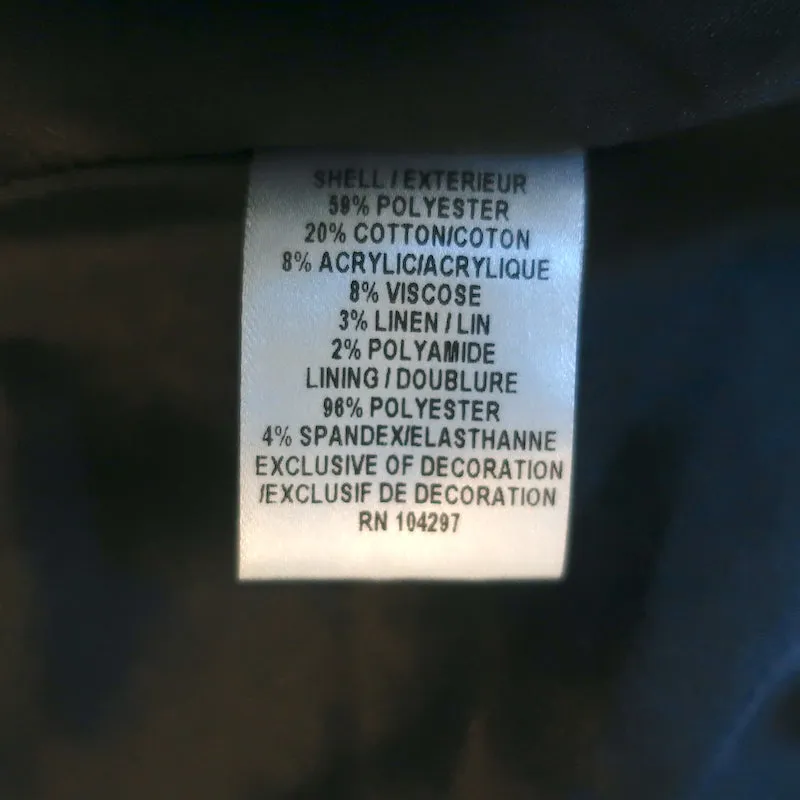 SHELL / EXTERIEUR
59% POLYESTER
20% COTTON/COTON
8% ACRYLIC/ACRYLIQUE
8% VISCOSE
3% LINEN / LIN
2% POLYAMIDE
LINING / DOUBLURE
96% POLYESTER
4% SPANDEX/ELASTHANNE
EXCLUSIVE OF DECORATION
/EXCLUSIF DE DECORATION
RN 104297